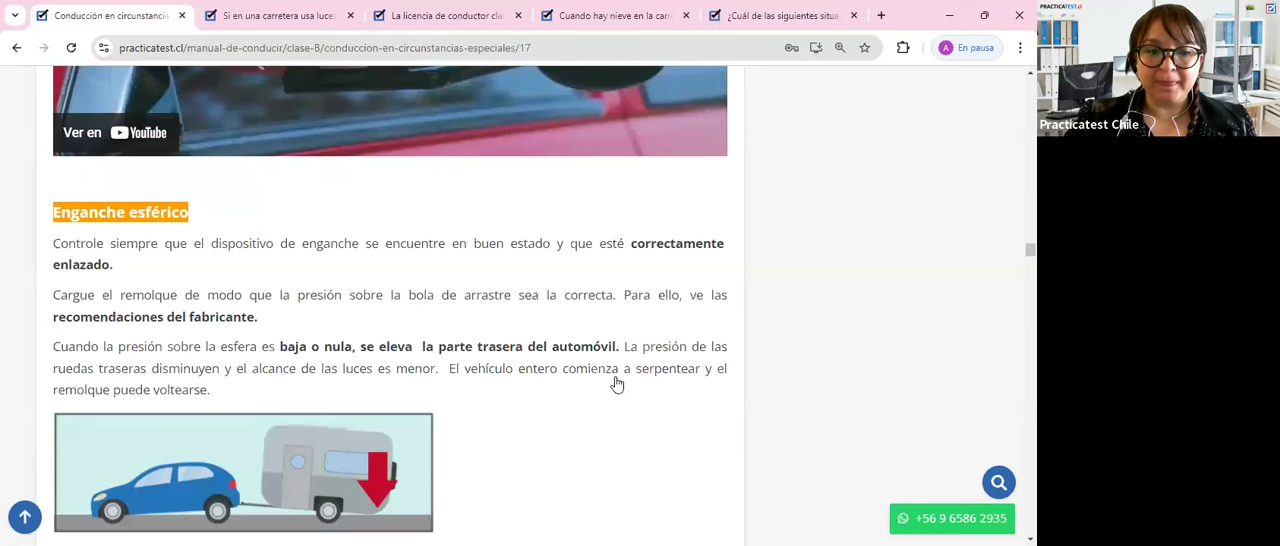 Conducción en circunstancia
Si en una carretera usa luces
La licencia de conductor cla
Cuando hay nieve en la carre
¿Cuál de las siguientes situa
practicatest.cl/manual-de-conducir/clase-B/conduccion-en-circunstancias-especiales/17
A
En pausa
PRACTICATEST.cl
Practicatest Chile
Ver en YouTube
Enganche esférico
Controle siempre que el dispositivo de enganche se encuentre en buen estado y que esté correctamente
enlazado.
Cargue el remolque de modo que la presión sobre la bola de arrastre sea la correcta. Para ello, ve las
recomendaciones del fabricante.
Cuando la presión sobre la esfera es baja o nula, se eleva la parte trasera del automóvil. La presión de las
ruedas traseras disminuyen y el alcance de las luces es menor. El vehículo entero comienza a serpentear y el
remolque puede voltearse.
+56 9 6586 2935